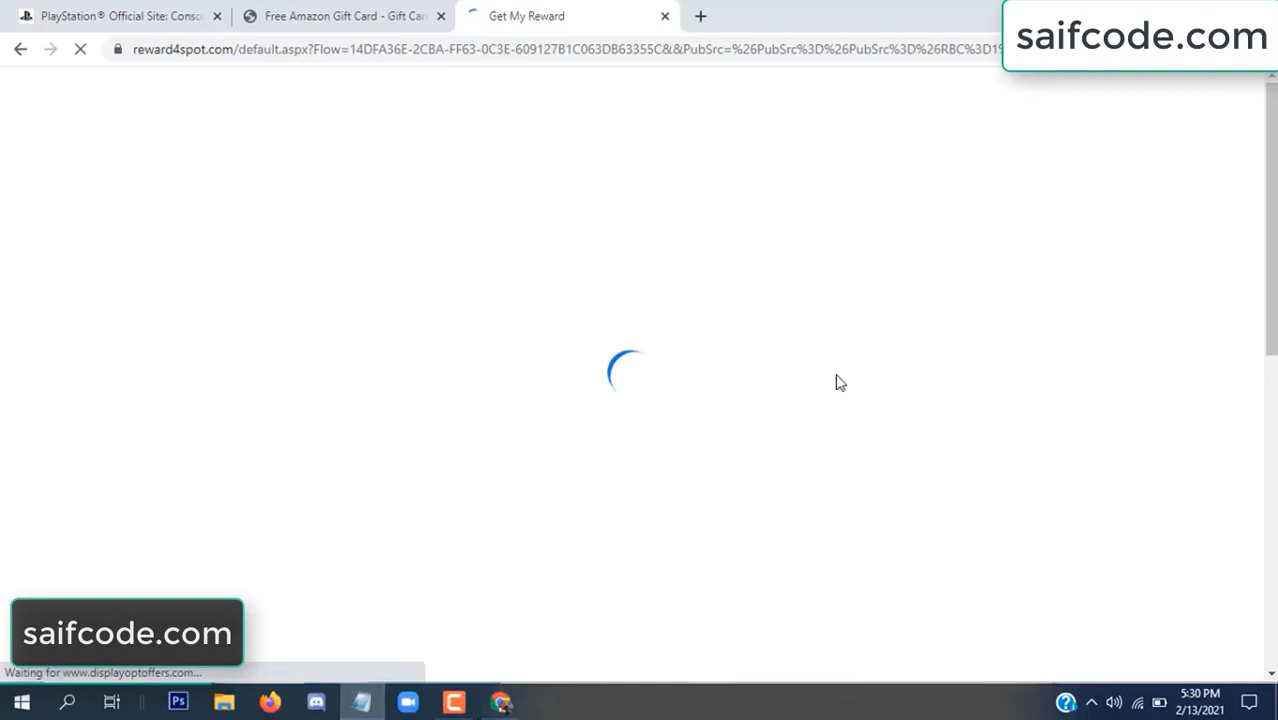 PlayStation® Official Site: Conso
Free Amazon Gift Card - Gift Car
Get My Reward
saifcode.com
reward4spot.com/default.aspx?Flow=14DFA36E-2CBA-FF63-0C3E-609127B1C063DB63355C&&PubSrc=%26PubSrc%3D%26PubSrc%3D%26RBC%3D1%
saifcode.com
Waiting for www.displayoptoffers.com...
Ps
5:30 PM
2/13/2021